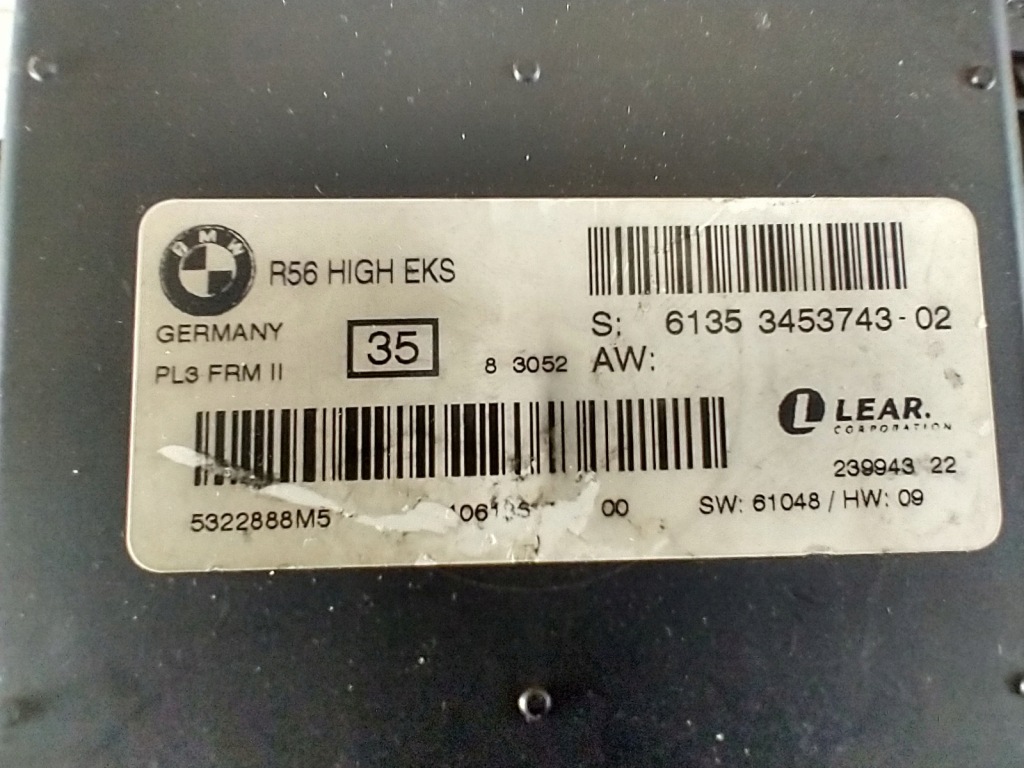 BMW
R56 HIGH EKS
GERMANY
PL3 FRM II
35
8 3052
S; 6135 3453743-02
AW:
LEAR.
CORPORATION
239943 22
5322888M5 00
SW: 61048 / HW: 09